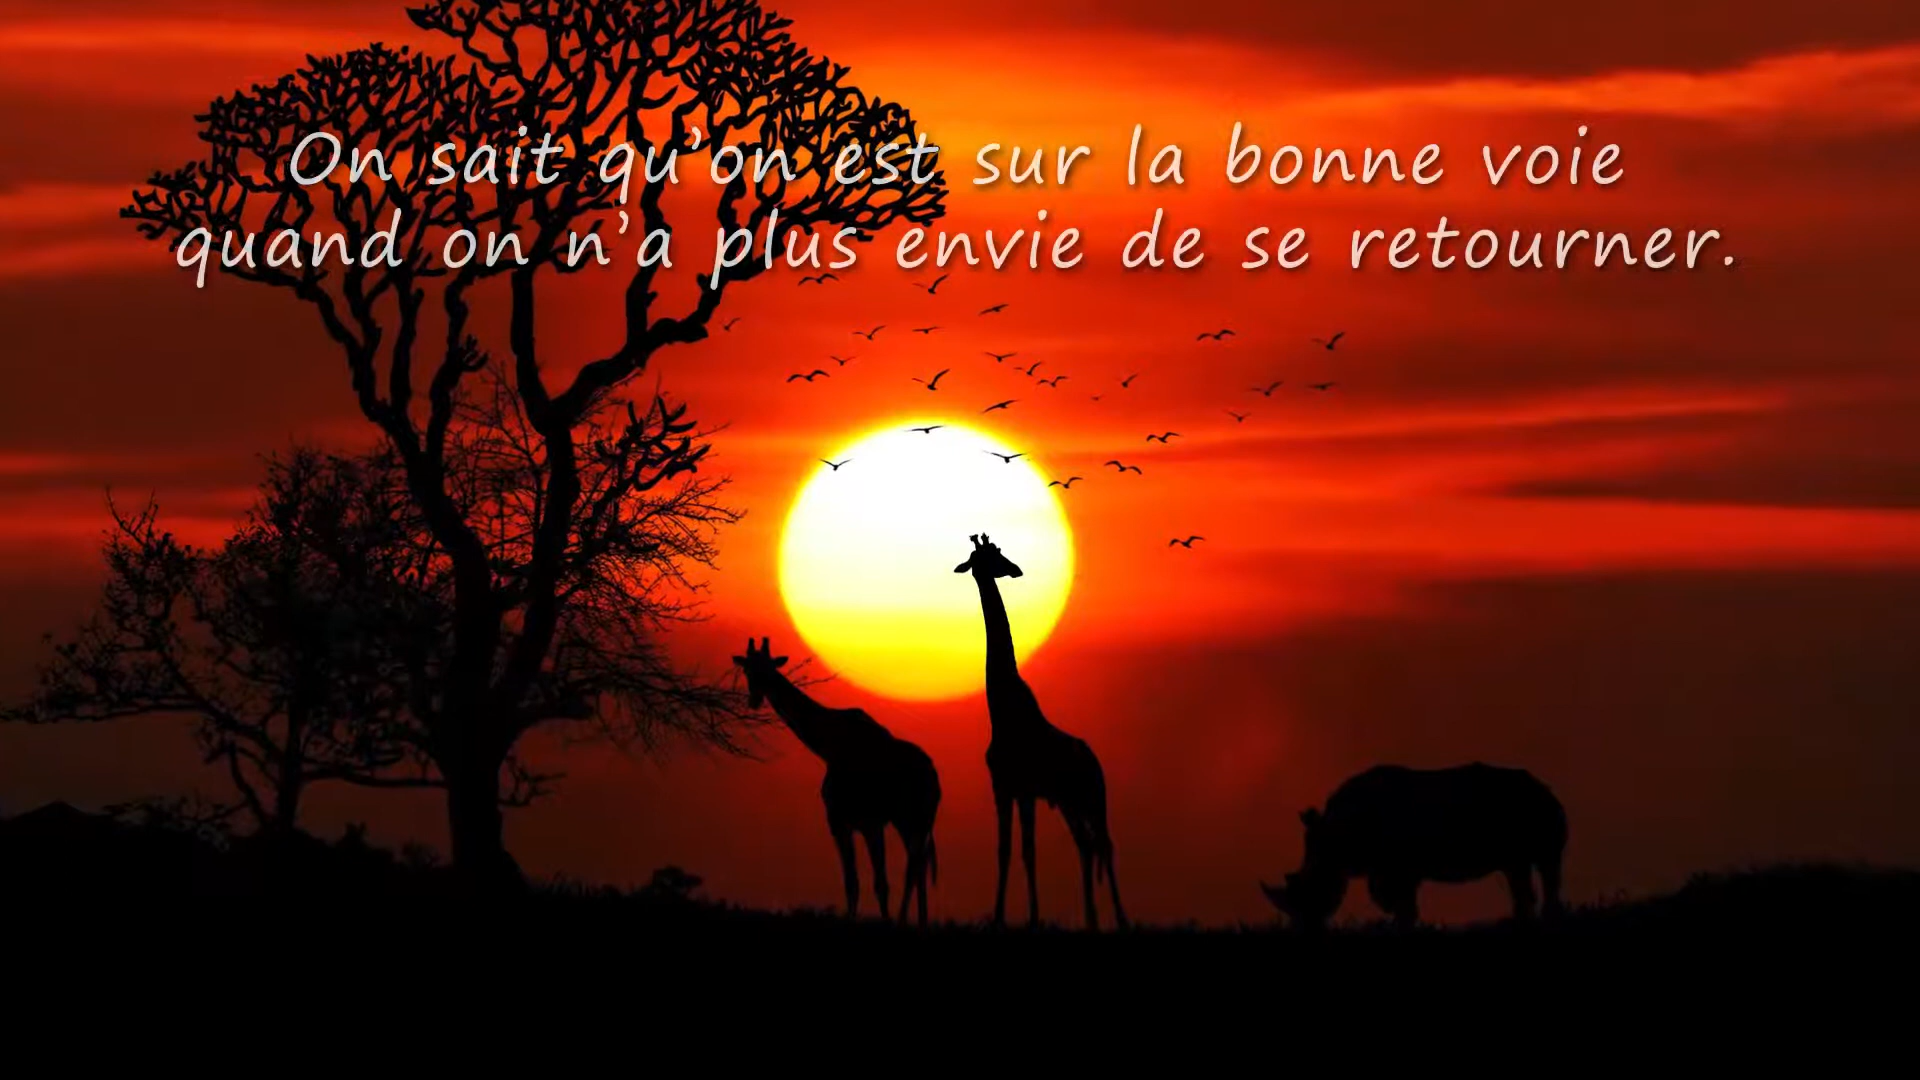 On sait qu’on est sur la bonne voie
quand on n’a plus envie de se retourner.